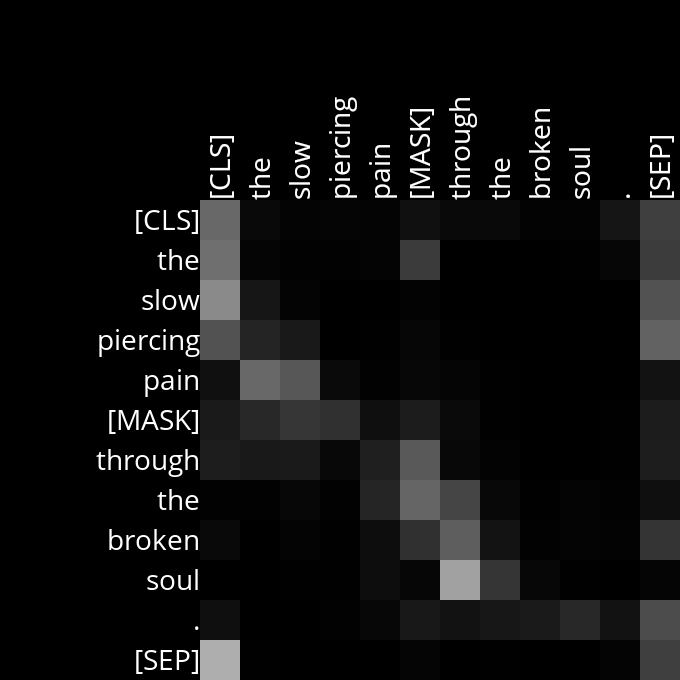 [CLS] the slow piercing pain [MASK] through the broken soul . [SEP]
[CLS]
the
slow
piercing
pain
[MASK]
through
the
broken
soul
.
[SEP]